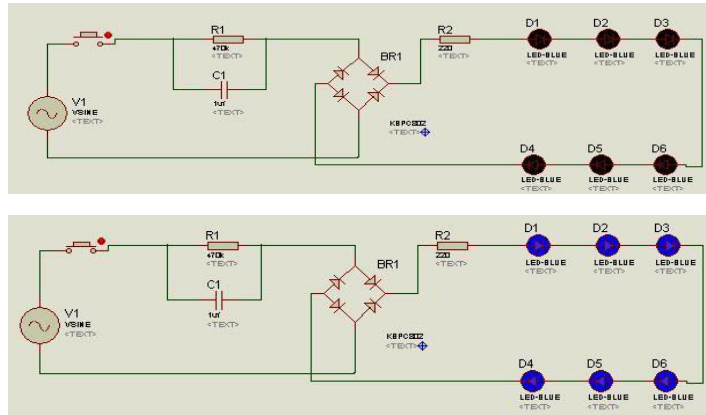 R1
470k
<TEXT>
C1
1uf
<TEXT>
V1
VSINE
<TEXT>
BR1
KBPC802
<TEXT>
R2
220
<TEXT>
D1 D2 D3
LED-BLUE LED-BLUE LED-BLUE
<TEXT> <TEXT> <TEXT>
D4 D5 D6
LED-BLUE LED-BLUE LED-BLUE
<TEXT> <TEXT> <TEXT>
R1
470k
<TEXT>
C1
1uf
<TEXT>
V1
VSINE
<TEXT>
BR1
KBPC802
<TEXT>
R2
220
<TEXT>
D1 D2 D3
LED-BLUE LED-BLUE LED-BLUE
<TEXT> <TEXT> <TEXT>
D4 D5 D6
LED-BLUE LED-BLUE LED-BLUE
<TEXT> <TEXT> <TEXT>